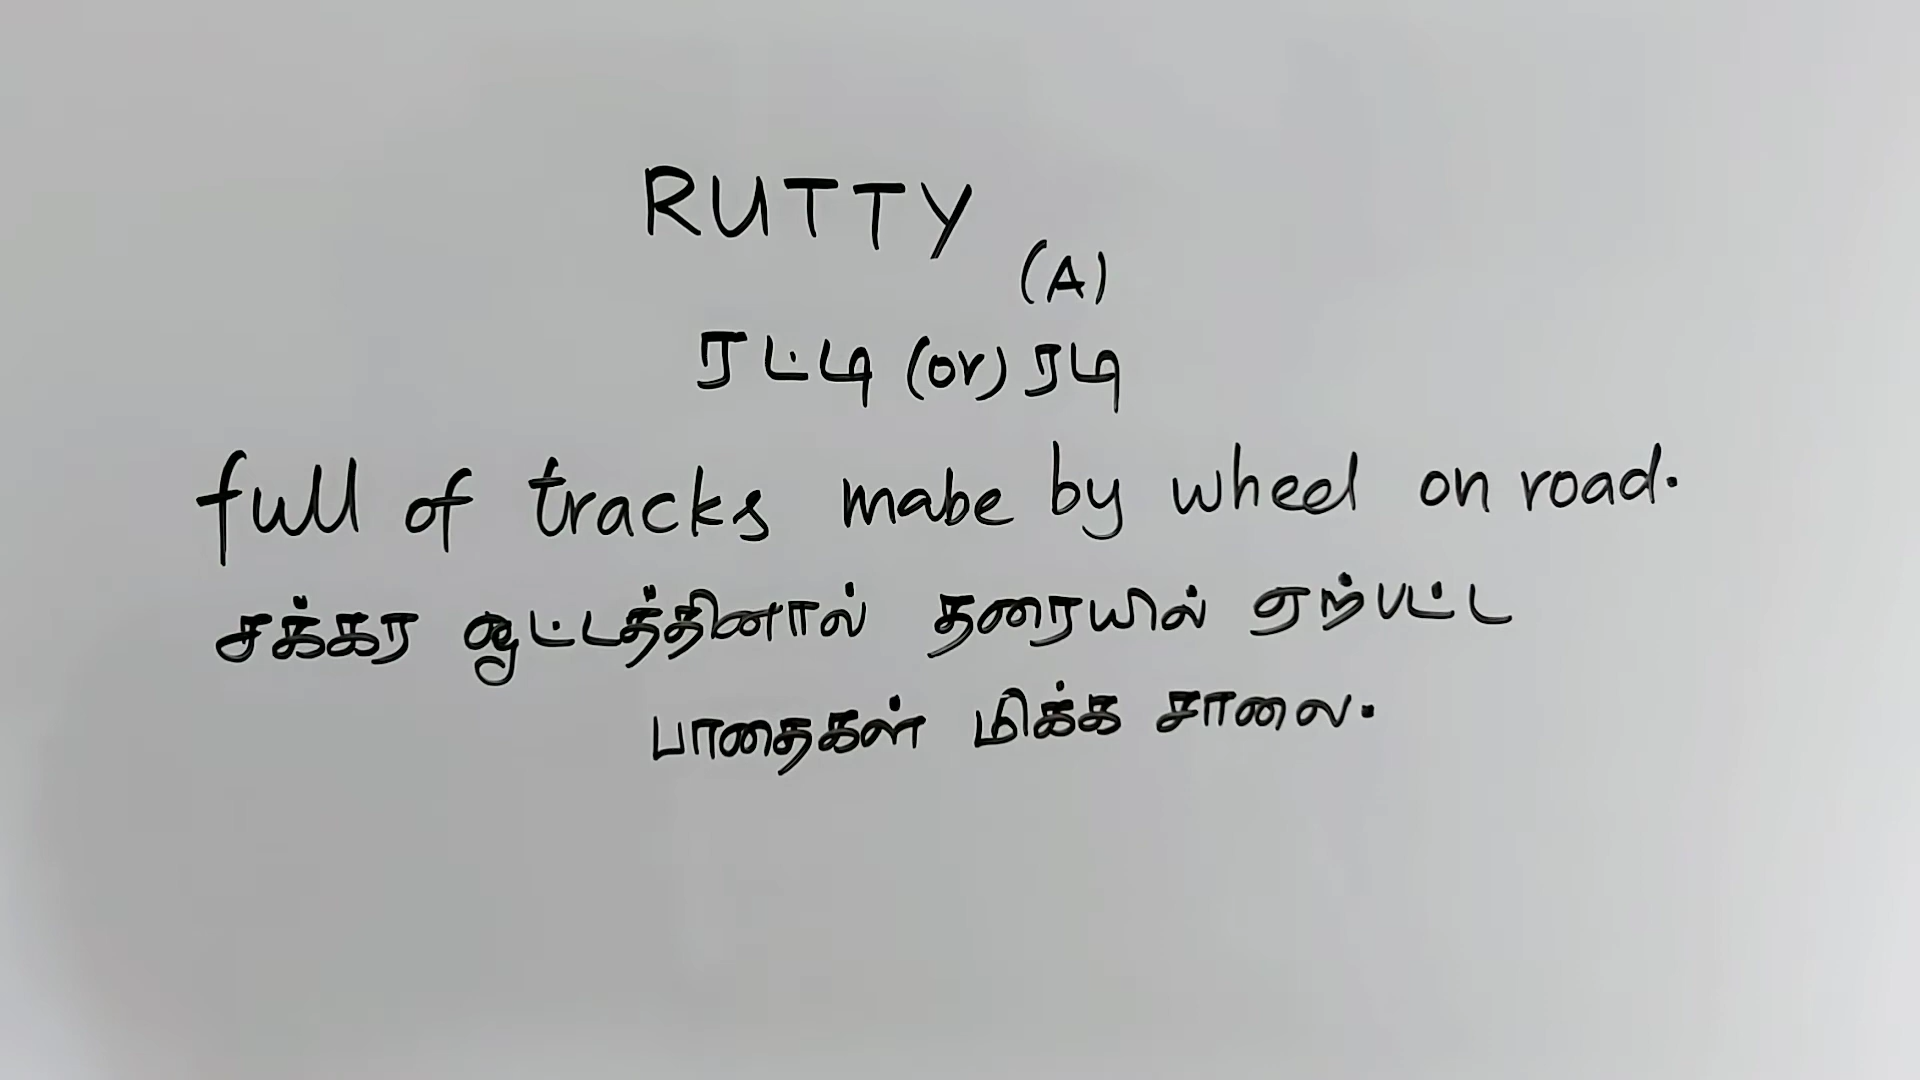 RUTTY
(A)
ரட்டி (or) ரடி
full of tracks mabe by wheel on road.
சக்கர ஓட்டத்தினால் தரையில் ஏற்பட்ட
பாதைகள் மிக்க சாலை.